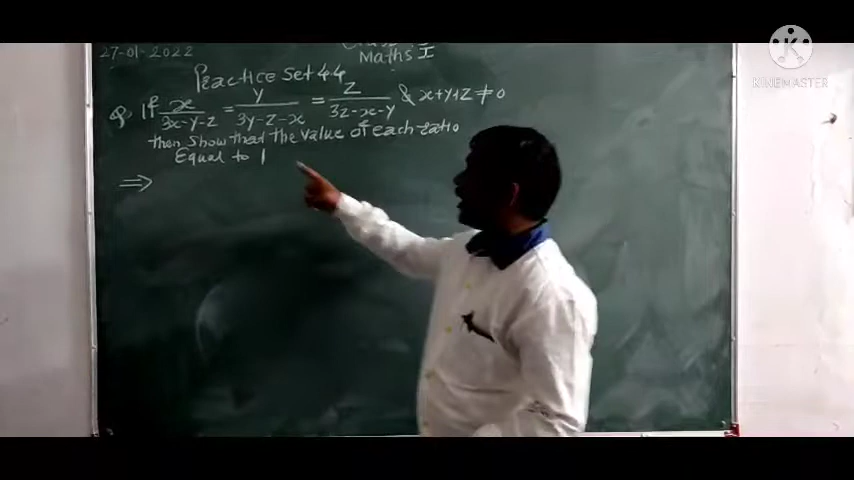 27-01-2022
Maths I
KINEMASTER
Practice Set 4.4
Q. If x/3x-y-z = y/3y-z-x = z/3z-x-y & x+y+z ≠ 0
then show that the value of each ratio
Equal to 1
⇒